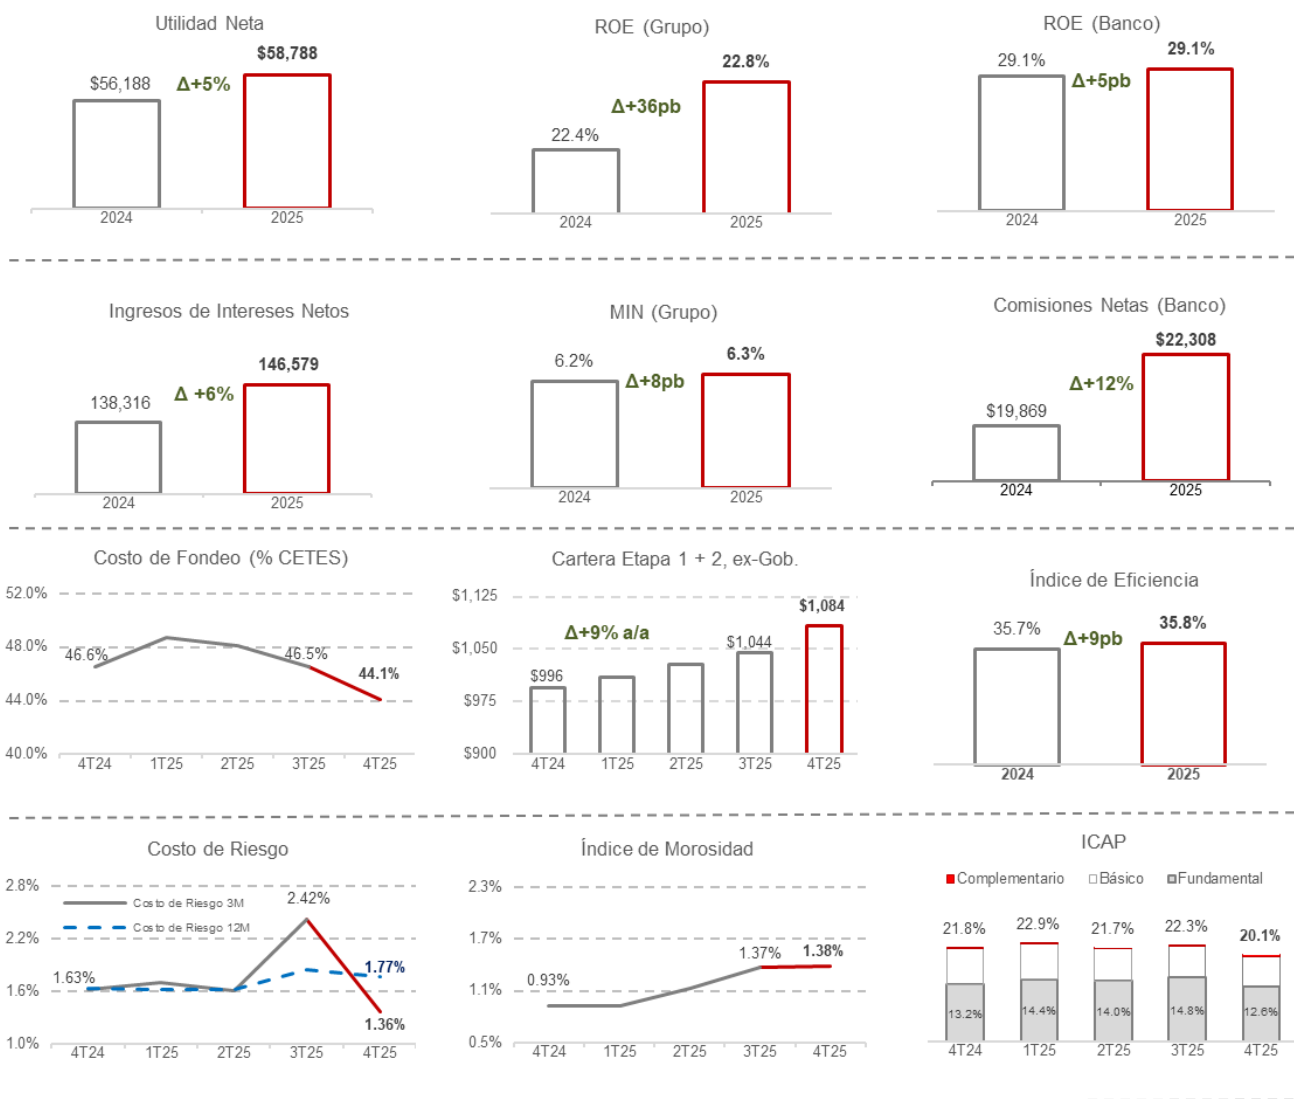 Utilidad Neta
$58,788
$56,188
Δ+5%
2024
2025
ROE (Grupo)
22.8%
Δ+36pb
22.4%
2024
2025
ROE (Banco)
29.1%
29.1%
Δ+5pb
2024
2025
Ingresos de Intereses Netos
146,579
138,316
Δ +6%
2024
2025
MIN (Grupo)
6.2%
6.3%
Δ+8pb
2024
2025
Comisiones Netas (Banco)
$22,308
Δ+12%
$19,869
2024
2025
Costo de Fondeo (% CETES)
52.0%
48.0%
44.0%
40.0%
46.6%
46.5%
44.1%
4T24
1T25
2T25
3T25
4T25
Cartera Etapa 1 + 2, ex-Gob.
$1,125
$1,050
$975
$900
Δ+9% a/a
$996
$1,044
$1,084
4T24
1T25
2T25
3T25
4T25
Índice de Eficiencia
35.7%
35.8%
Δ+9pb
2024
2025
Costo de Riesgo
2.8%
2.2%
1.6%
1.0%
Costo de Riesgo 3M
Costo de Riesgo 12M
1.63%
2.42%
1.77%
1.36%
4T24
1T25
2T25
3T25
4T25
Índice de Morosidad
2.3%
1.7%
1.1%
0.5%
0.93%
1.37%
1.38%
4T24
1T25
2T25
3T25
4T25
ICAP
Complementario
Básico
Fundamental
21.8%
22.9%
21.7%
22.3%
20.1%
13.2%
14.4%
14.0%
14.8%
12.6%
4T24
1T25
2T25
3T25
4T25